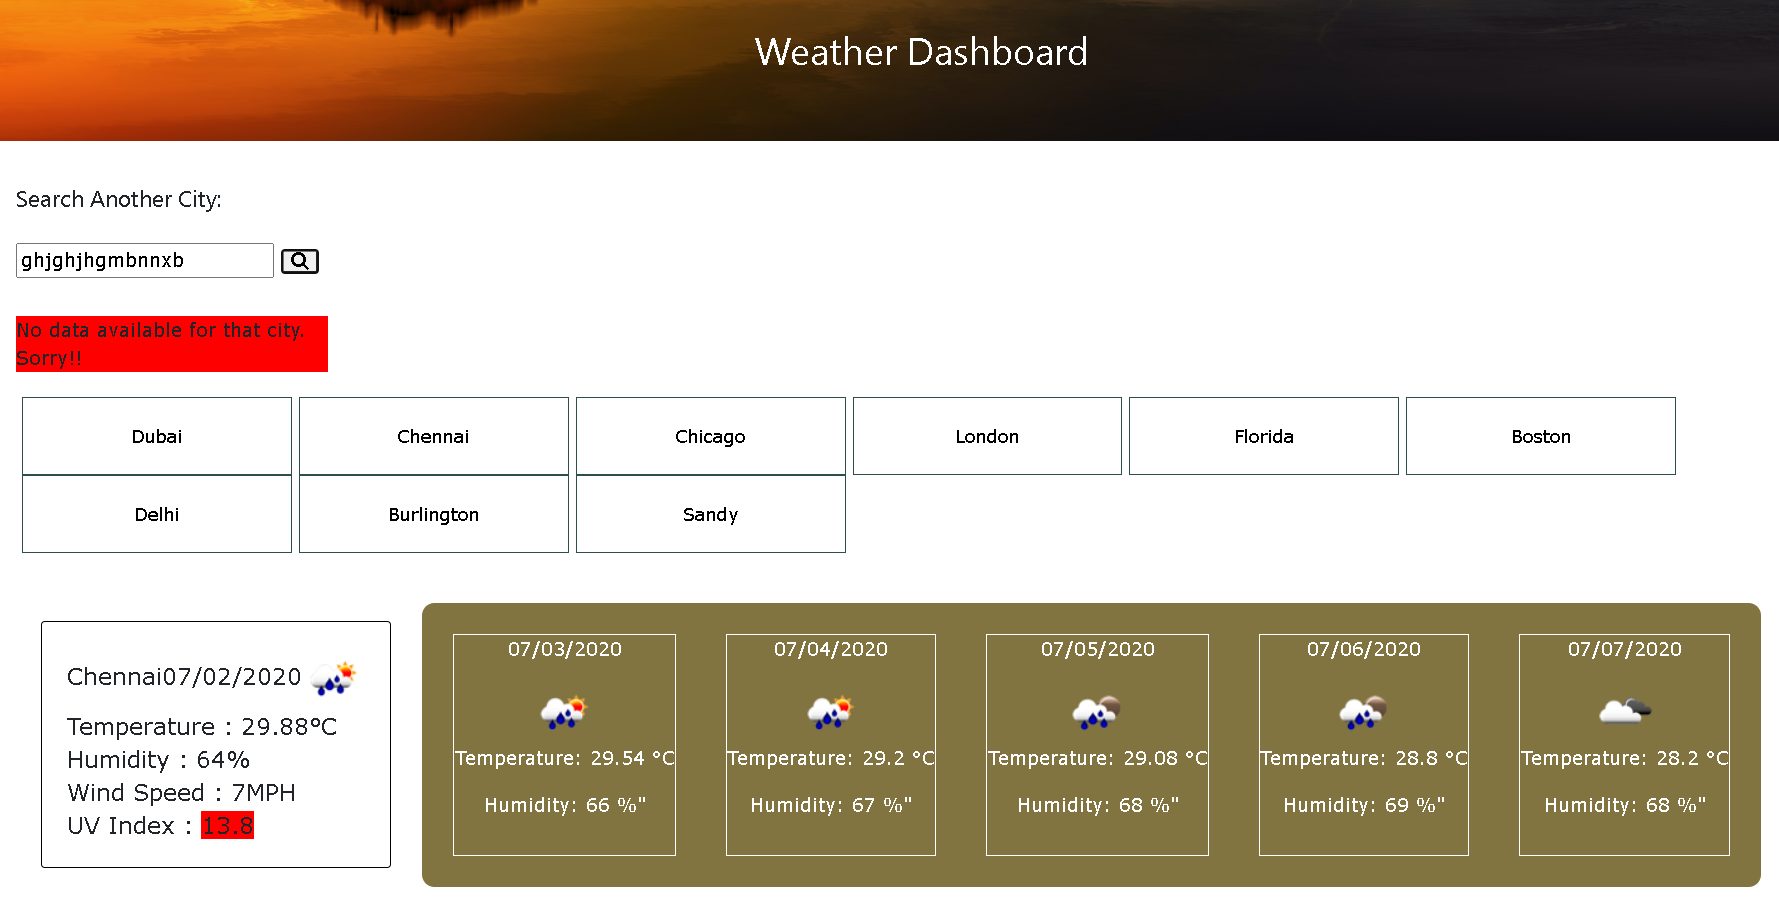 Weather Dashboard
Search Another City:
ghjghjhgmbnnxb
No data available for that city.
Sorry!!
Dubai
Chennai
Chicago
London
Florida
Boston
Delhi
Burlington
Sandy
Chennai07/02/2020
Temperature : 29.88°C
Humidity : 64%
Wind Speed : 7MPH
UV Index : 13.8
07/03/2020
Temperature: 29.54 °C
Humidity: 66 %"
07/04/2020
Temperature: 29.2 °C
Humidity: 67 %"
07/05/2020
Temperature: 29.08 °C
Humidity: 68 %"
07/06/2020
Temperature: 28.8 °C
Humidity: 69 %"
07/07/2020
Temperature: 28.2 °C
Humidity: 68 %"